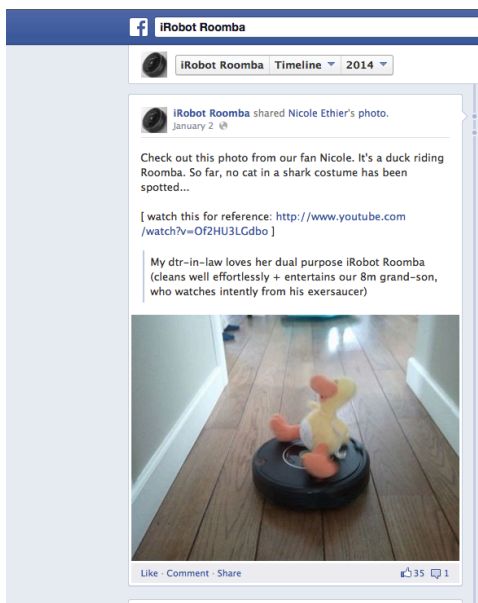 iRobot Roomba
iRobot Roomba Timeline 2014
iRobot Roomba shared Nicole Ethier's photo.
January 2
Check out this photo from our fan Nicole. It's a duck riding
Roomba. So far, no cat in a shark costume has been
spotted...
[ watch this for reference: http://www.youtube.com
/watch?v=Of2HU3LGdbo ]
My dtr-in-law loves her dual purpose iRobot Roomba
(cleans well effortlessly + entertains our 8m grand-son,
who watches intently from his exersaucer)
Like · Comment · Share 35 1